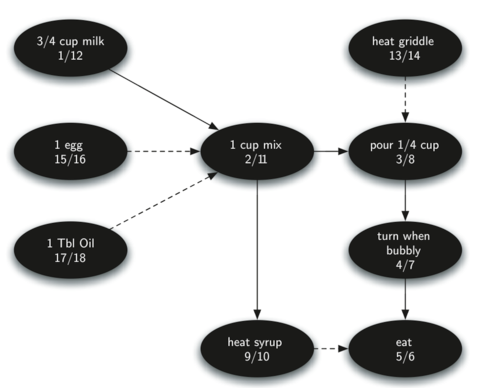 3/4 cup milk
1/12
heat griddle
13/14
1 egg
15/16
1 cup mix
2/11
pour 1/4 cup
3/8
1 Tbl Oil
17/18
turn when
bubbly
4/7
heat syrup
9/10
eat
5/6